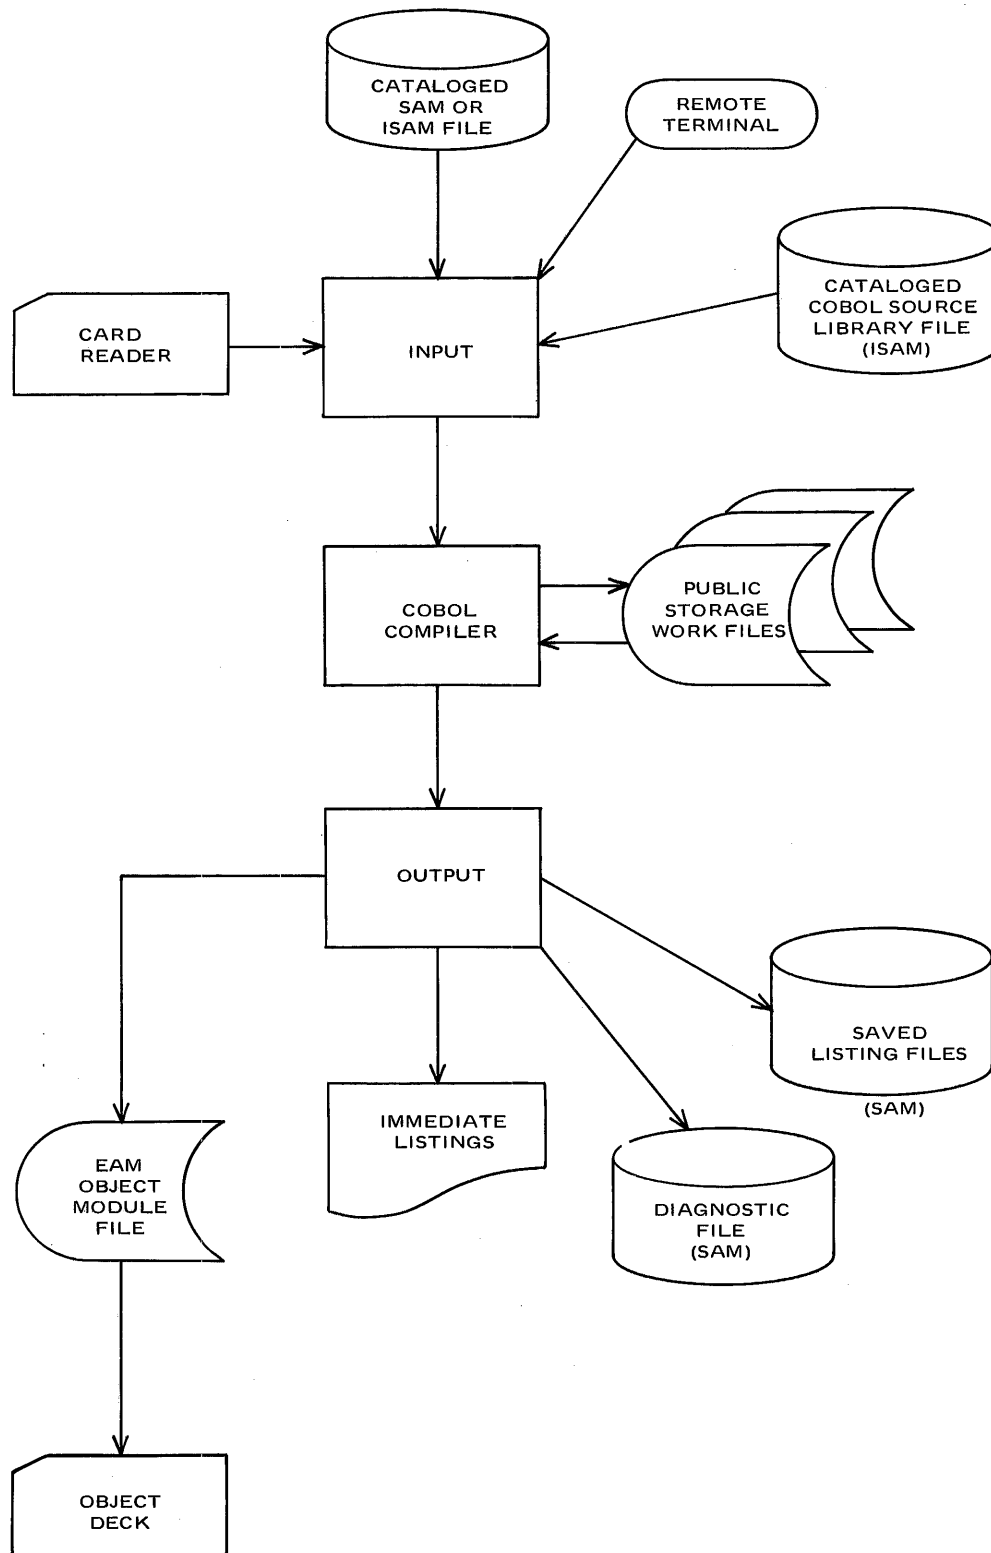 CATALOGED
SAM OR
ISAM FILE
REMOTE
TERMINAL
CATALOGED
COBOL SOURCE
LIBRARY FILE
(ISAM)
CARD
READER
INPUT
COBOL
COMPILER
PUBLIC
STORAGE
WORK FILES
OUTPUT
SAVED
LISTING FILES
(SAM)
IMMEDIATE
LISTINGS
EAM
OBJECT
MODULE
FILE
DIAGNOSTIC
FILE
(SAM)
OBJECT
DECK